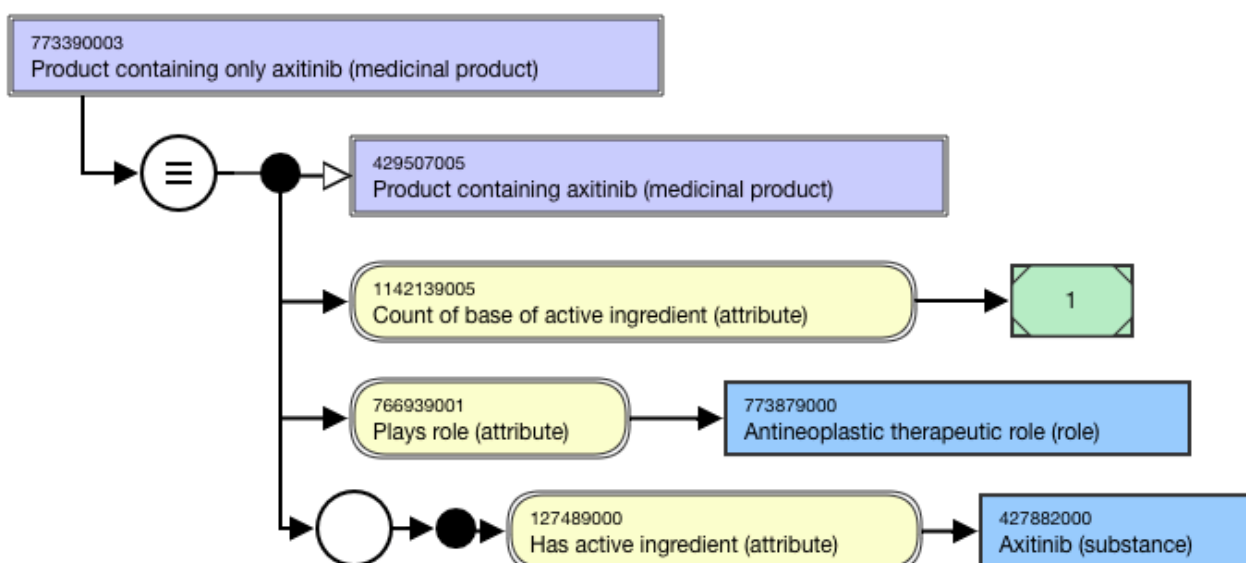 773390003
Product containing only axitinib (medicinal product)
429507005
Product containing axitinib (medicinal product)
1142139005
Count of base of active ingredient (attribute)
1
766939001
Plays role (attribute)
773879000
Antineoplastic therapeutic role (role)
127489000
Has active ingredient (attribute)
427882000
Axitinib (substance)